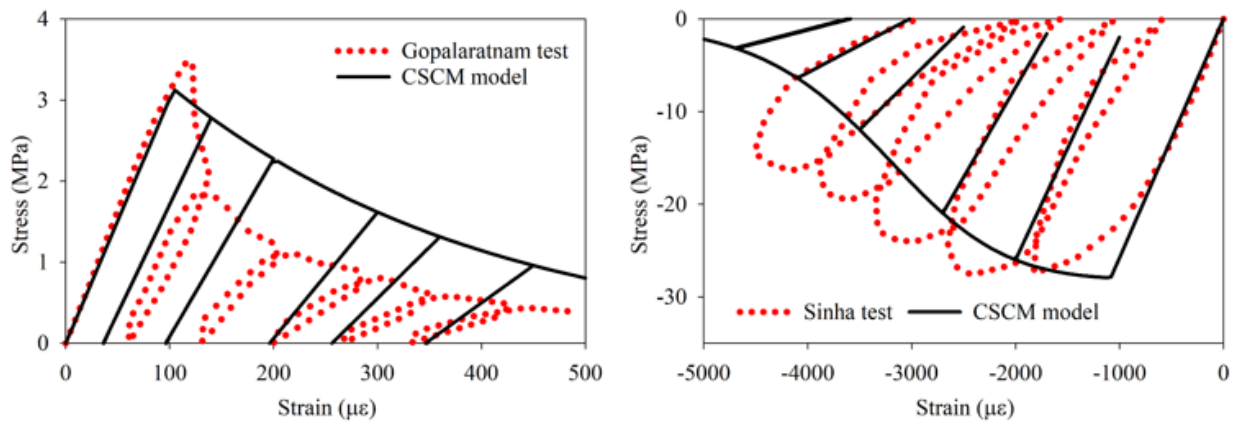 4
3
2
1
0
Stress (MPa)
Gopalaratnam test
CSCM model
0 100 200 300 400 500
Strain (με)
0
-10
-20
-30
Stress (MPa)
Sinha test CSCM model
-5000 -4000 -3000 -2000 -1000 0
Strain (με)